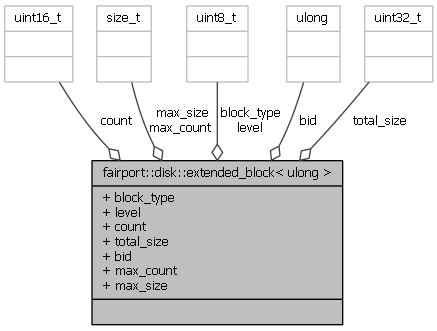 uint16_t
size_t
uint8_t
ulong
uint32_t
count
max_size
max_count
block_type
level
bid
total_size
fairport::disk::extended_block< ulong >
+ block_type
+ level
+ count
+ total_size
+ bid
+ max_count
+ max_size